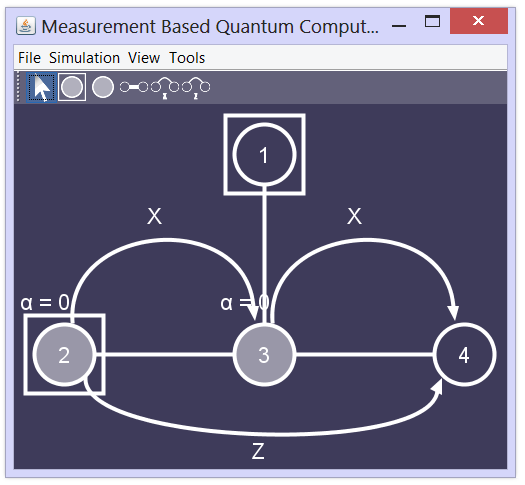 Measurement Based Quantum Comput...
File Simulation View Tools
X Z
1
X X
α = 0 α = 0
2 3 4
Z